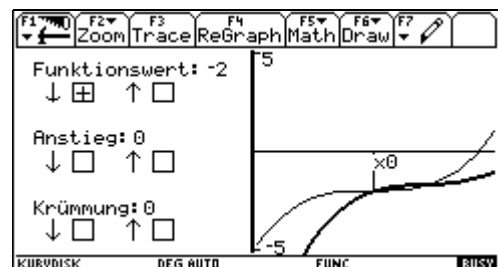 F1 F2 F3 F4 F5 F6 F7
Zoom Trace ReGraph Math Draw
5
Funktionswert: -2
↓ ⊞ ↑ □
Anstieg: 0
↓ □ ↑ □
x0
Krümmung: 0
↓ □ ↑ □
-5
KURVDISK DEG AUTO FUNC BUSY